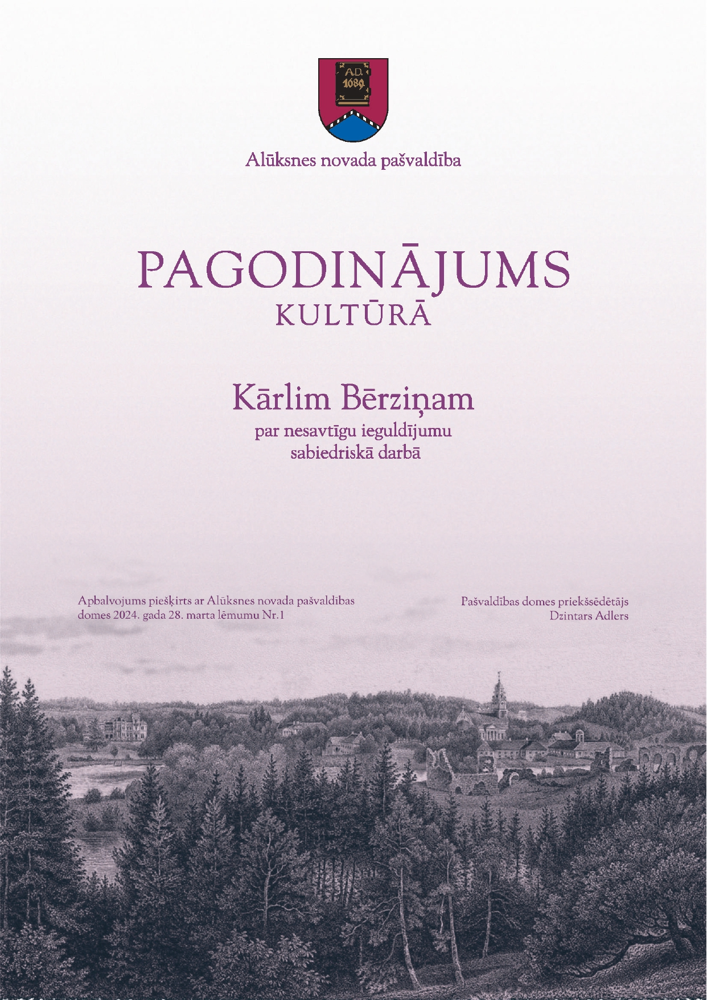 A.D.
1689
Alūksnes novada pašvaldība
PAGODINĀJUMS
KULTŪRĀ
Kārlim Bērziņam
par nesavtīgu ieguldījumu
sabiedriskā darbā
Apbalvojums piešķirts ar Alūksnes novada pašvaldības
domes 2024. gada 28. marta lēmumu Nr.1
Pašvaldības domes priekšsēdētājs
Dzintars Adlers